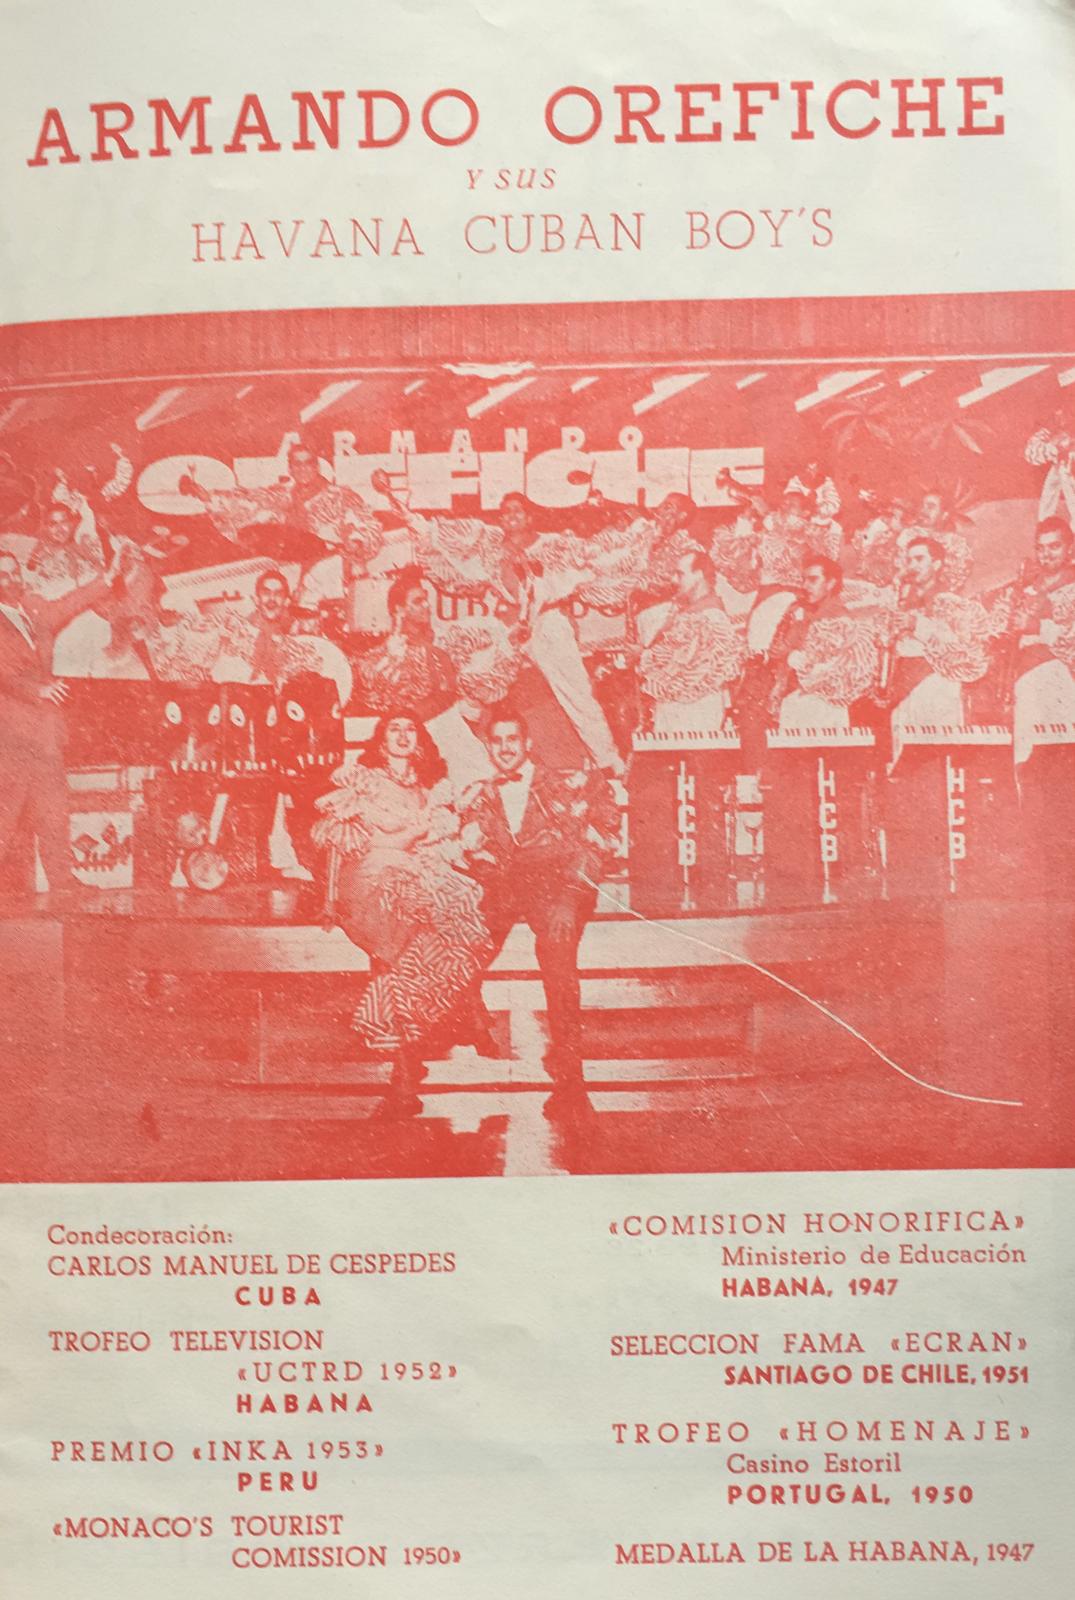 ARMANDO OREFICHE
Y SUS
HAVANA CUBAN BOY'S
ARMANDO
OREFICHE
HCB
HCB
HCB
Condecoración:
CARLOS MANUEL DE CESPEDES
CUBA
TROFEO TELEVISION
«UCTRD 1952»
HABANA
PREMIO «INKA 1953»
PERU
«MONACO'S TOURIST
COMISSION 1950»
«COMISION HONORIFICA»
Ministerio de Educación
HABANA, 1947
SELECCION FAMA «ECRAN»
SANTIAGO DE CHILE, 1951
TROFEO «HOMENAJE»
Casino Estoril
PORTUGAL, 1950
MEDALLA DE LA HABANA, 1947